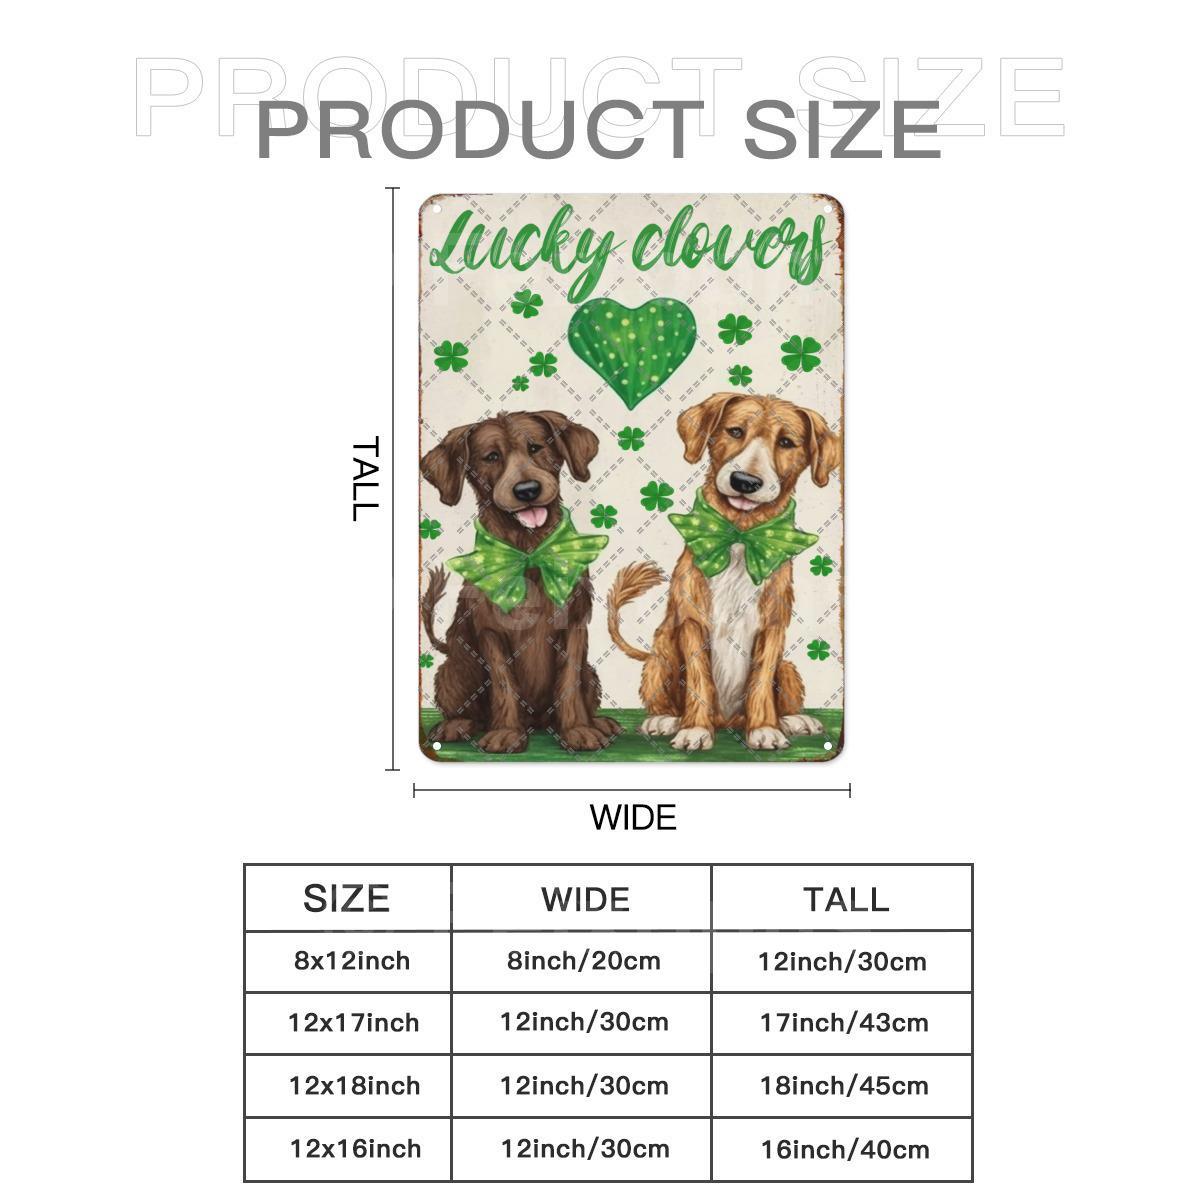 PRODUCT SIZE
PRODUCT SIZE
Lucky clovers
TALL
WIDE
SIZE WIDE TALL
8x12inch 8inch/20cm 12inch/30cm
12x17inch 12inch/30cm 17inch/43cm
12x18inch 12inch/30cm 18inch/45cm
12x16inch 12inch/30cm 16inch/40cm